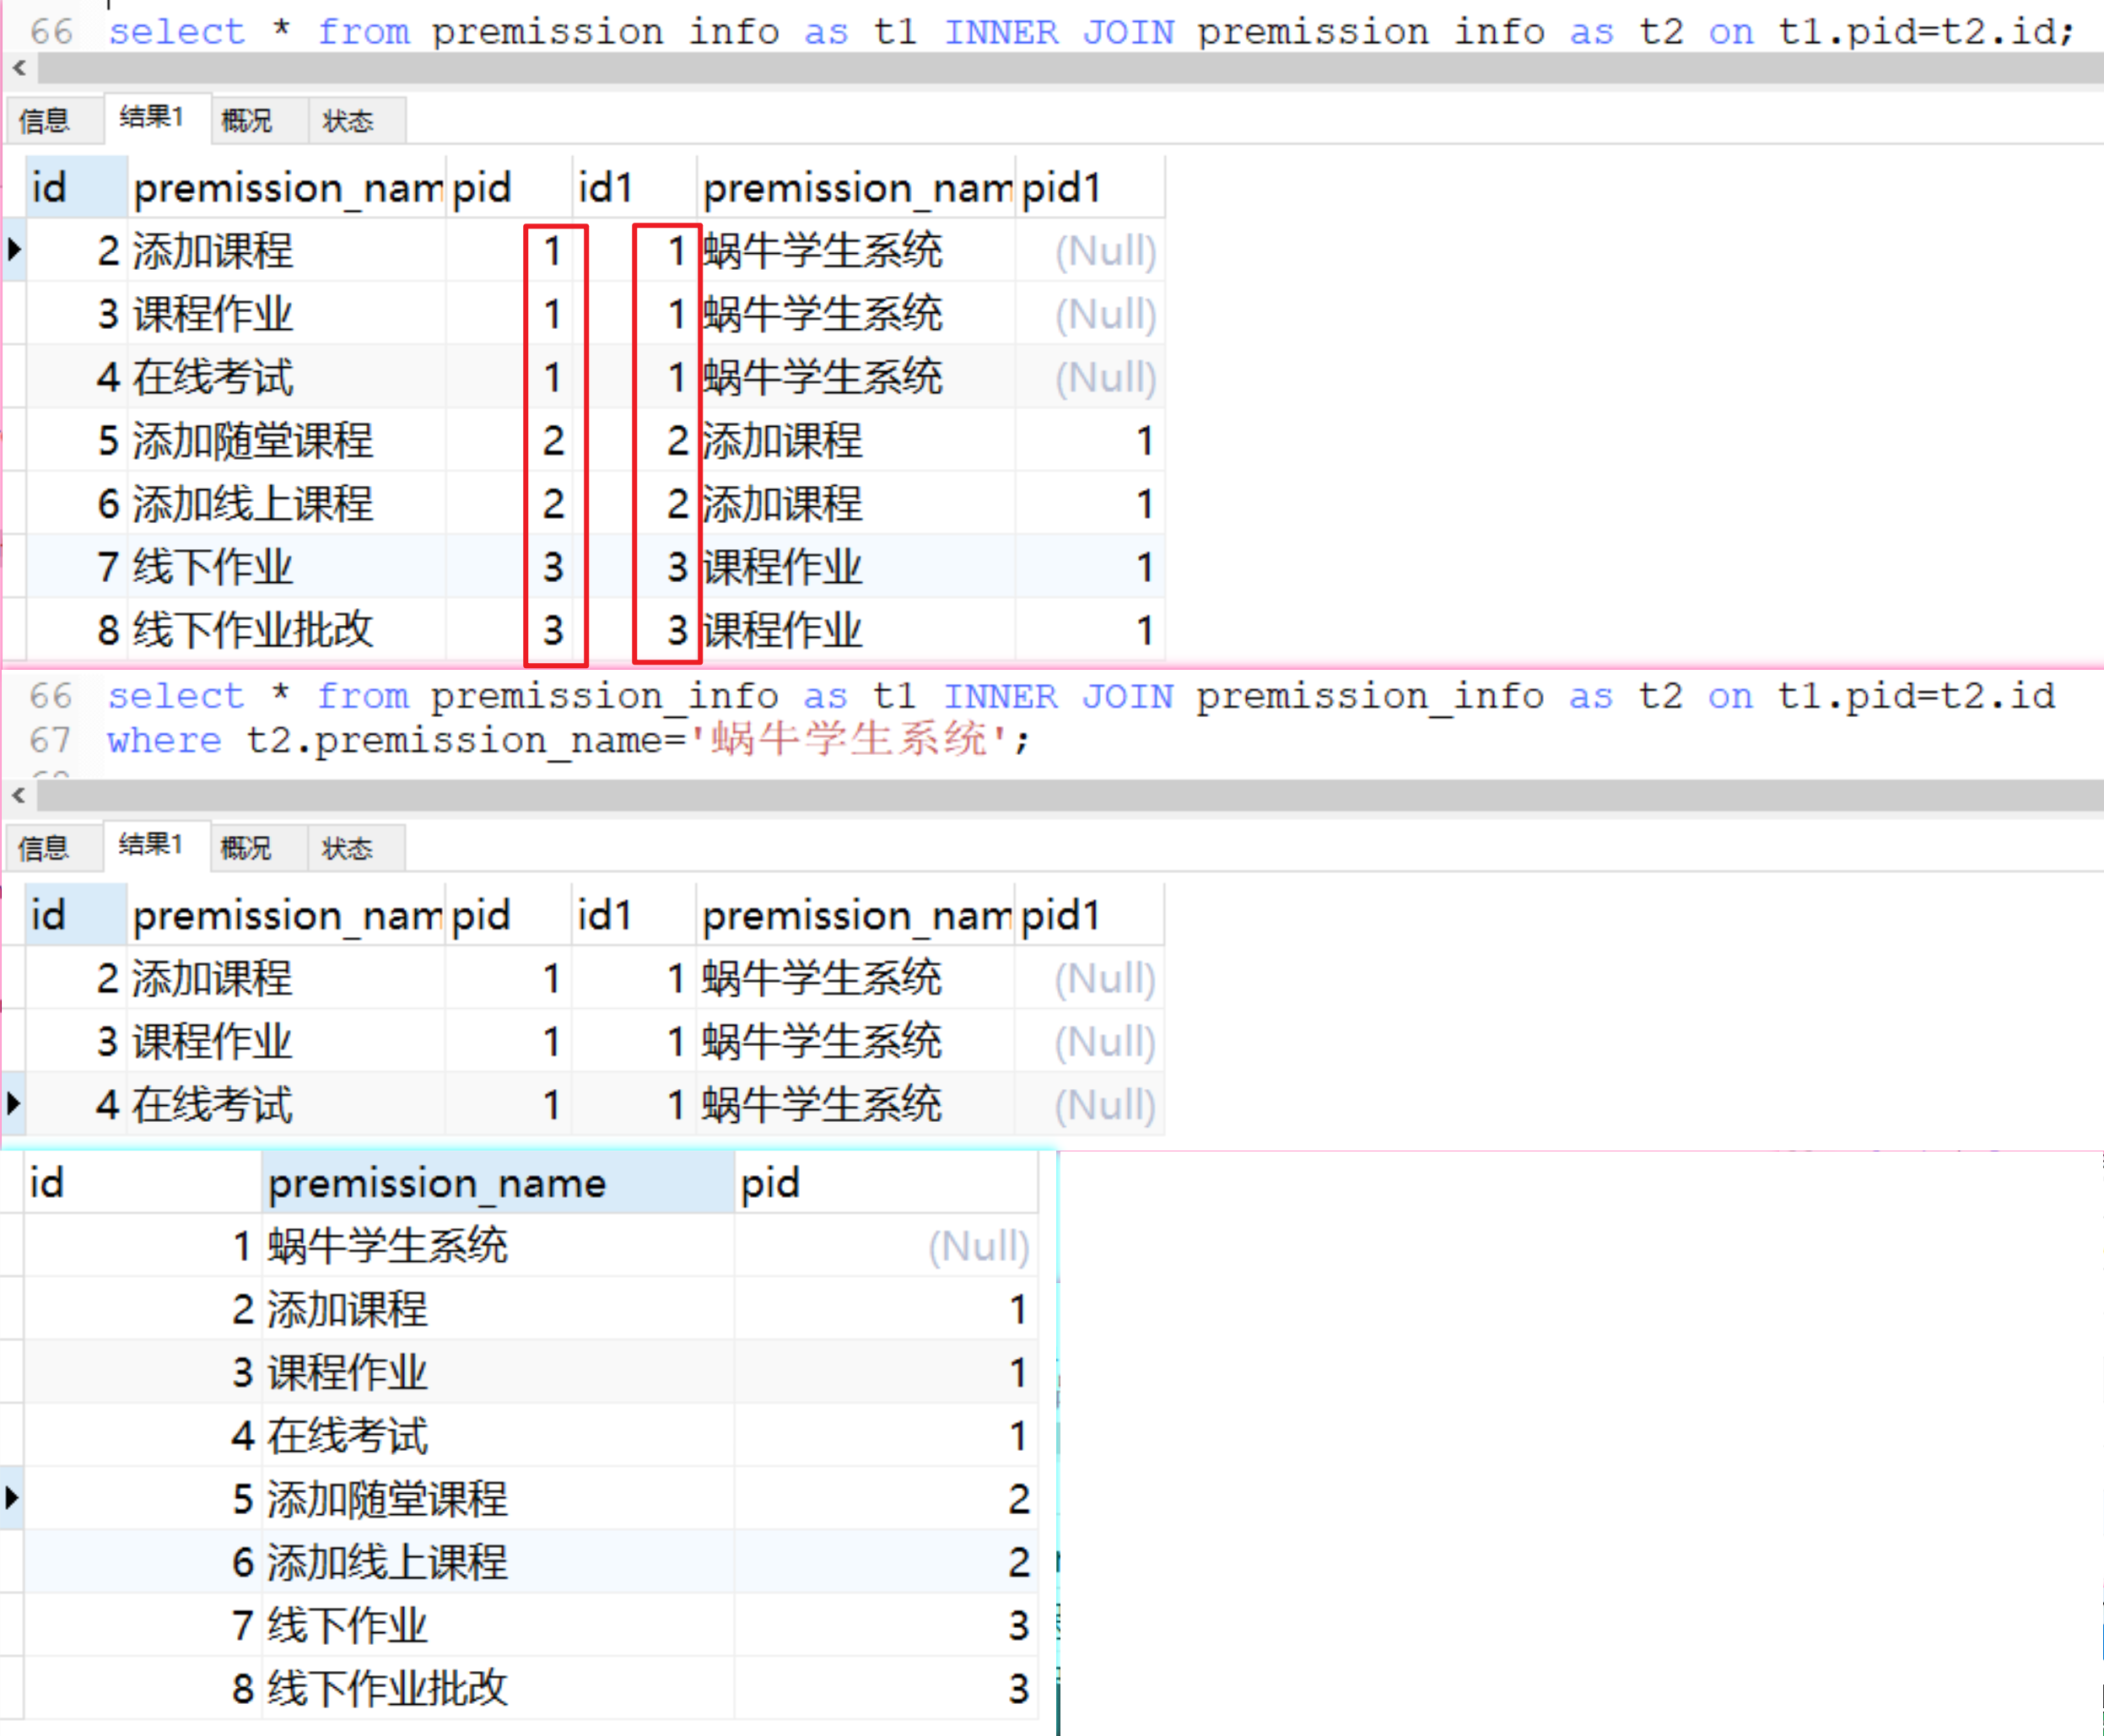 66 select * from premission info as t1 INNER JOIN premission info as t2 on t1.pid=t2.id;
信息 结果1 概况 状态
id premission_nam pid id1 premission_nam pid1
2 添加课程 1 1 蜗牛学生系统 (Null)
3 课程作业 1 1 蜗牛学生系统 (Null)
4 在线考试 1 1 蜗牛学生系统 (Null)
5 添加随堂课程 2 2 添加课程 1
6 添加线上课程 2 2 添加课程 1
7 线下作业 3 3 课程作业 1
8 线下作业批改 3 3 课程作业 1
66 select * from premission_info as t1 INNER JOIN premission_info as t2 on t1.pid=t2.id
67 where t2.premission_name='蜗牛学生系统';
信息 结果1 概况 状态
id premission_nam pid id1 premission_nam pid1
2 添加课程 1 1 蜗牛学生系统 (Null)
3 课程作业 1 1 蜗牛学生系统 (Null)
4 在线考试 1 1 蜗牛学生系统 (Null)
id premission_name pid
1 蜗牛学生系统 (Null)
2 添加课程 1
3 课程作业 1
4 在线考试 1
5 添加随堂课程 2
6 添加线上课程 2
7 线下作业 3
8 线下作业批改 3